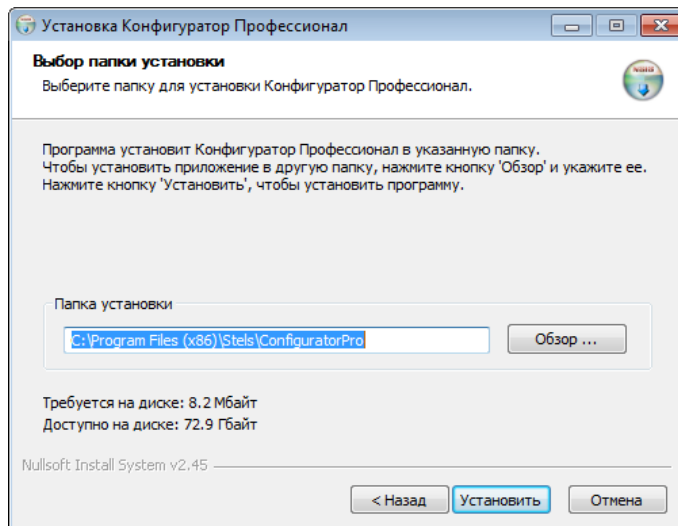 Установка Конфигуратор Профессионал
Выбор папки установки
Выберите папку для установки Конфигуратор Профессионал.
Программа установит Конфигуратор Профессионал в указанную папку.
Чтобы установить приложение в другую папку, нажмите кнопку 'Обзор' и укажите ее.
Нажмите кнопку 'Установить', чтобы установить программу.
Папка установки
C:\Program Files (x86)\Stels\ConfiguratorPro
Обзор ...
Требуется на диске: 8.2 Мбайт
Доступно на диске: 72.9 Гбайт
Nullsoft Install System v2.45
< Назад
Установить
Отмена